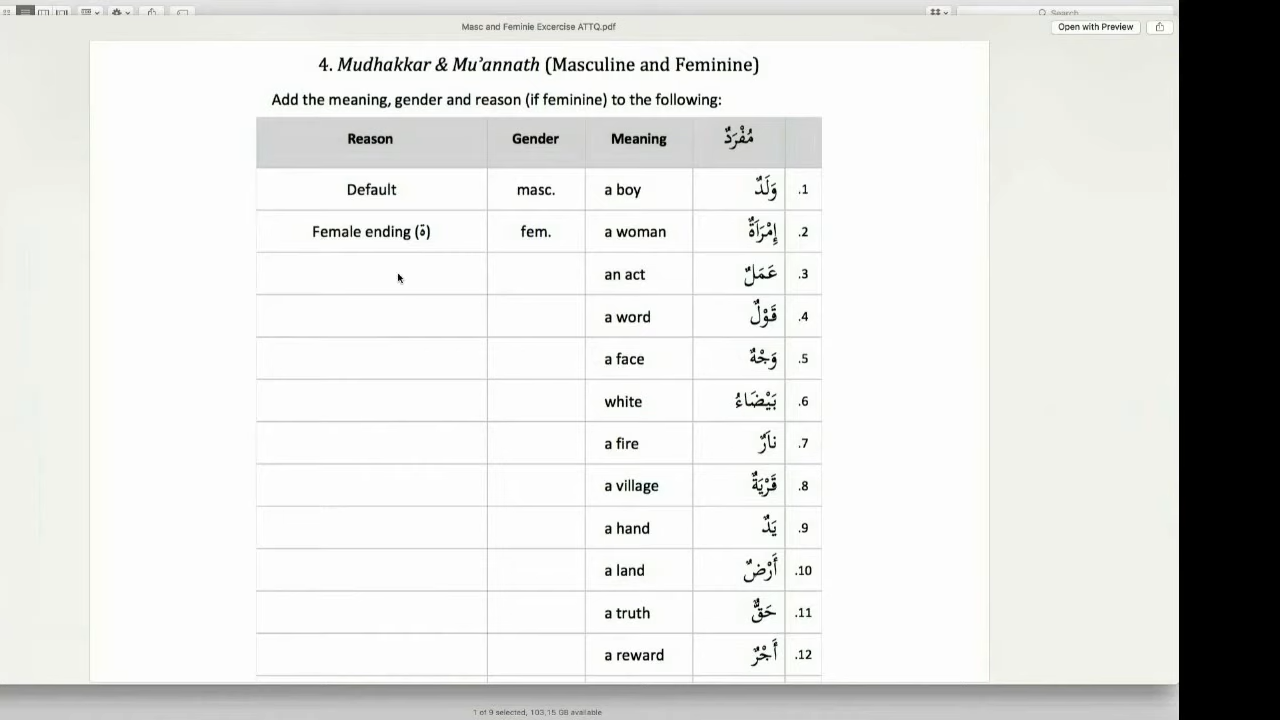 Search
Masc and Feminie Excercise ATTQ.pdf
Open with Preview
4. Mudhakkar & Mu’annath (Masculine and Feminine)
Add the meaning, gender and reason (if feminine) to the following:
Reason Gender Meaning مُفْرَدٌ
Default masc. a boy وَلَدٌ .1
Female ending (ة) fem. a woman إِمْرَأَةٌ .2
an act عَمَلٌ .3
a word قَوْلٌ .4
a face وَجْهٌ .5
white بَيْضَاءُ .6
a fire نَارٌ .7
a village قَرْيَةٌ .8
a hand يَدٌ .9
a land أَرْضٌ .10
a truth حَقٌّ .11
a reward أَجْرٌ .12
1 of 9 selected, 103,15 GB available